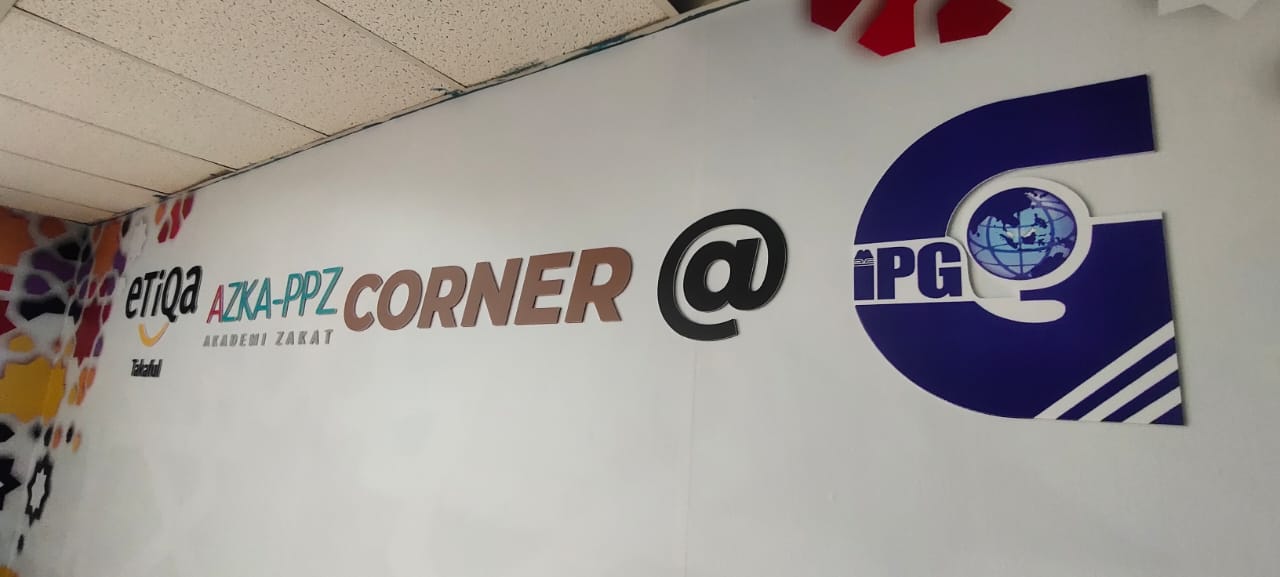 eTiQa
Takaful
AZKA-PPZ
AKADEMI ZAKAT
CORNER
@
iPG